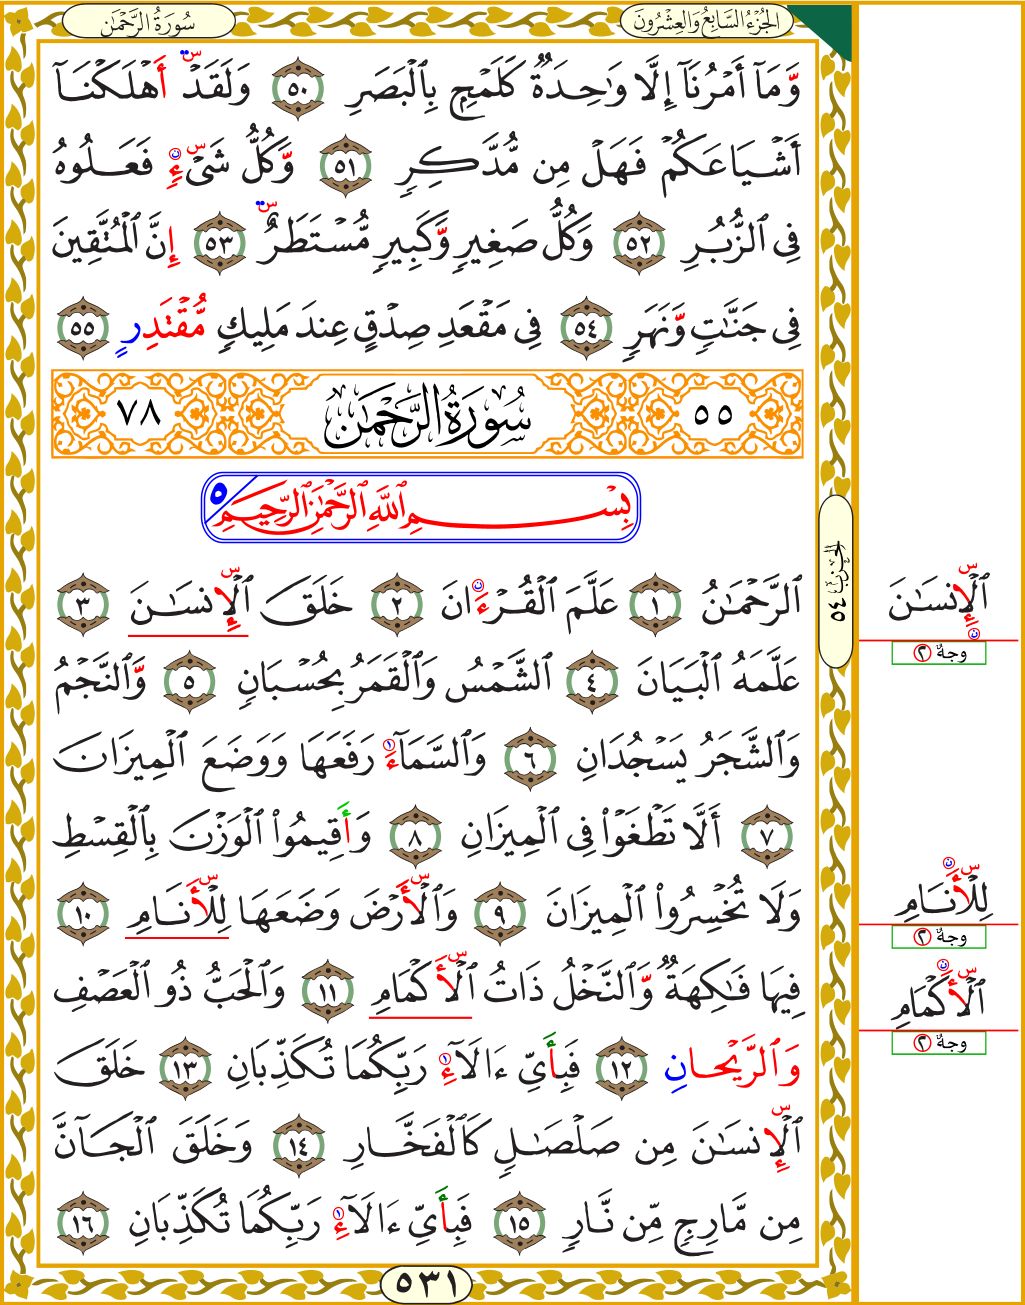 سُورَةُ الرَّحْمَٰن
الجُزْءُ السَّابِعُ وَالعِشْرُونَ
وَمَآ أَمْرُنَآ إِلَّا وَٰحِدَةٌ كَلَمْحٍۭ بِٱلْبَصَرِ ٥٠ وَلَقَدْ أَهْلَكْنَآ
أَشْيَاعَكُمْ فَهَلْ مِن مُّدَّكِرٍ ٥١ وَكُلُّ شَىْءٍ فَعَلُوهُ
فِى ٱلزُّبُرِ ٥٢ وَكُلُّ صَغِيرٍ وَّكَبِيرٍ مُّسْتَطَرٌ ٥٣ إِنَّ ٱلْمُتَّقِينَ
فِى جَنَّٰتٍ وَّنَهَرٍ ٥٤ فِى مَقْعَدِ صِدْقٍ عِندَ مَلِيكٍ مُّقْتَدِرٍ ٥٥
٥٥ سُورَةُ الرَّحْمَٰن ٧٨
بِسْمِ ٱللَّهِ ٱلرَّحْمَٰنِ ٱلرَّحِيمِ ٥
ٱلرَّحْمَٰنُ ١ عَلَّمَ ٱلْقُرْءَانَ ٢ خَلَقَ ٱلْإِنسَٰنَ ٣
عَلَّمَهُ ٱلْبَيَانَ ٤ ٱلشَّمْسُ وَٱلْقَمَرُ بِحُسْبَانٍ ٥ وَّٱلنَّجْمُ
وَٱلشَّجَرُ يَسْجُدَانِ ٦ وَٱلسَّمَآءَ رَفَعَهَا وَوَضَعَ ٱلْمِيزَانَ
٧ أَلَّا تَطْغَوْا۟ فِى ٱلْمِيزَانِ ٨ وَأَقِيمُوا۟ ٱلْوَزْنَ بِٱلْقِسْطِ
وَلَا تُخْسِرُوا۟ ٱلْمِيزَانَ ٩ وَٱلْأَرْضَ وَضَعَهَا لِلْأَنَامِ ١٠
فِيهَا فَٰكِهَةٌ وَّٱلنَّخْلُ ذَاتُ ٱلْأَكْمَامِ ١١ وَٱلْحَبُّ ذُو ٱلْعَصْفِ
وَٱلرَّيْحَانِ ١٢ فَبِأَىِّ ءَالَآءِ رَبِّكُمَا تُكَذِّبَانِ ١٣ خَلَقَ
ٱلْإِنسَٰنَ مِن صَلْصَٰلٍ كَٱلْفَخَّارِ ١٤ وَخَلَقَ ٱلْجَآنَّ
مِن مَّارِجٍ مِّن نَّارٍ ١٥ فَبِأَىِّ ءَالَآءِ رَبِّكُمَا تُكَذِّبَانِ ١٦
٥٣١
الحزب ٥٤
ٱلْإِنسَٰنَ
وجهٌ ٢
لِلْأَنَامِ
وجهٌ ٢
ٱلْأَكْمَامِ
وجهٌ ٢